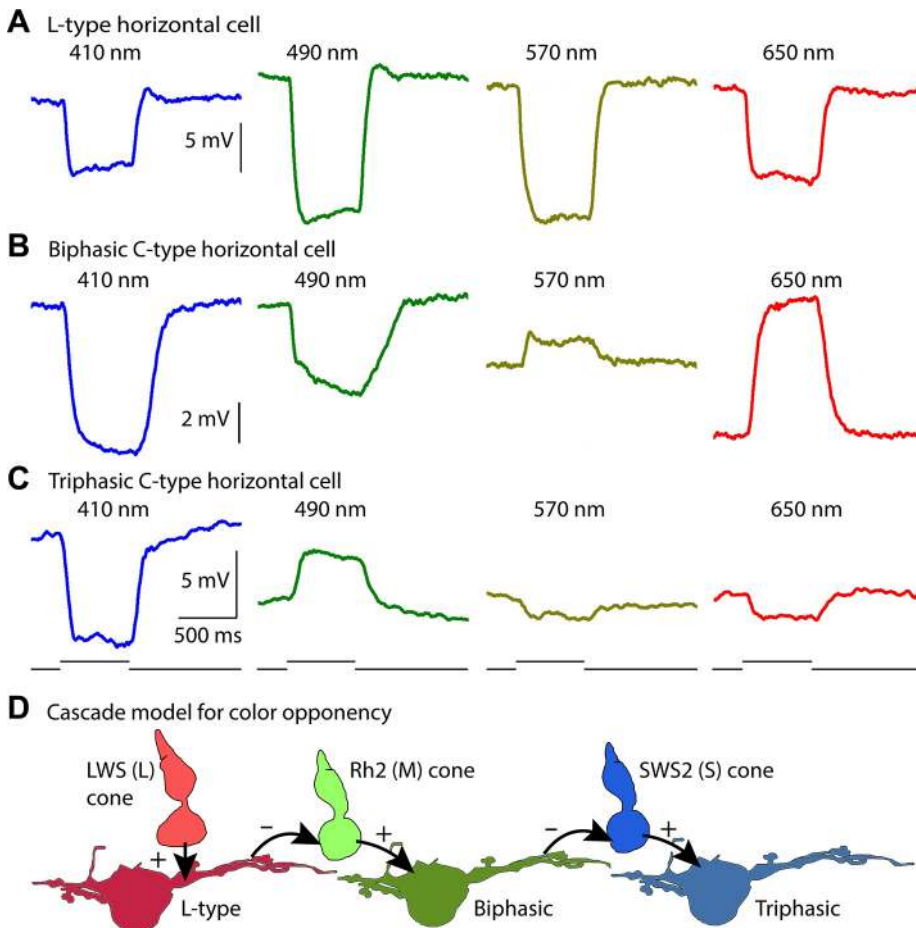 A L-type horizontal cell
410 nm 490 nm 570 nm 650 nm
5 mV
B Biphasic C-type horizontal cell
410 nm 490 nm 570 nm 650 nm
2 mV
C Triphasic C-type horizontal cell
410 nm 490 nm 570 nm 650 nm
5 mV
500 ms
D Cascade model for color opponency
LWS (L) Rh2 (M) cone SWS2 (S) cone
cone
+ − + − +
L-type Biphasic Triphasic